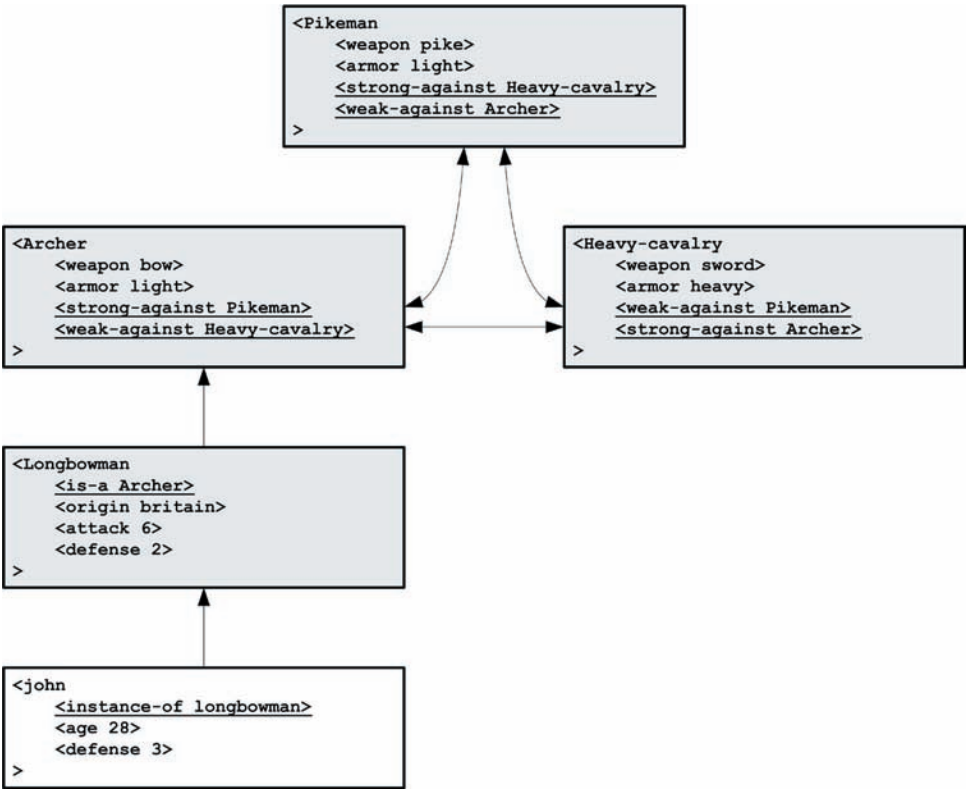 <Pikeman
<weapon pike>
<armor light>
<strong-against Heavy-cavalry>
<weak-against Archer>
>
<Archer
<weapon bow>
<armor light>
<strong-against Pikeman>
<weak-against Heavy-cavalry>
>
<Heavy-cavalry
<weapon sword>
<armor heavy>
<weak-against Pikeman>
<strong-against Archer>
>
<Longbowman
<is-a Archer>
<origin britain>
<attack 6>
<defense 2>
>
<john
<instance-of longbowman>
<age 28>
<defense 3>
>